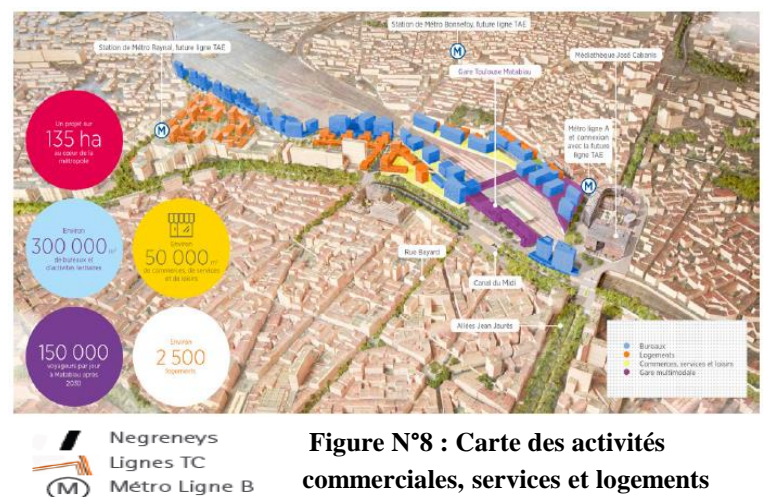 Station de Métro Bonnefoy, future ligne TAE
Station de Métro Raynal, future ligne TAE
Médiathèque José Cabanis
Gare Toulouse Matabiau
Un projet sur
135 ha
au cœur de la
métropole
Métro ligne A
et connexion
avec la future
ligne TAE
Environ
300 000 m²
de bureaux et
d'activités tertiaires
Environ
50 000 m²
de commerces, de services
et de loisirs
Rue Bayard
Canal du Midi
Allées Jean Jaurès
150 000
voyageurs par jour
à Matabiau après
2030
Environ
2 500
logements
Bureaux
Logements
Commerces, services et loisirs
Gare multimodale
M
M
M
Negreneys
Lignes TC
M Métro Ligne B
Figure N°8 : Carte des activités
commerciales, services et logements